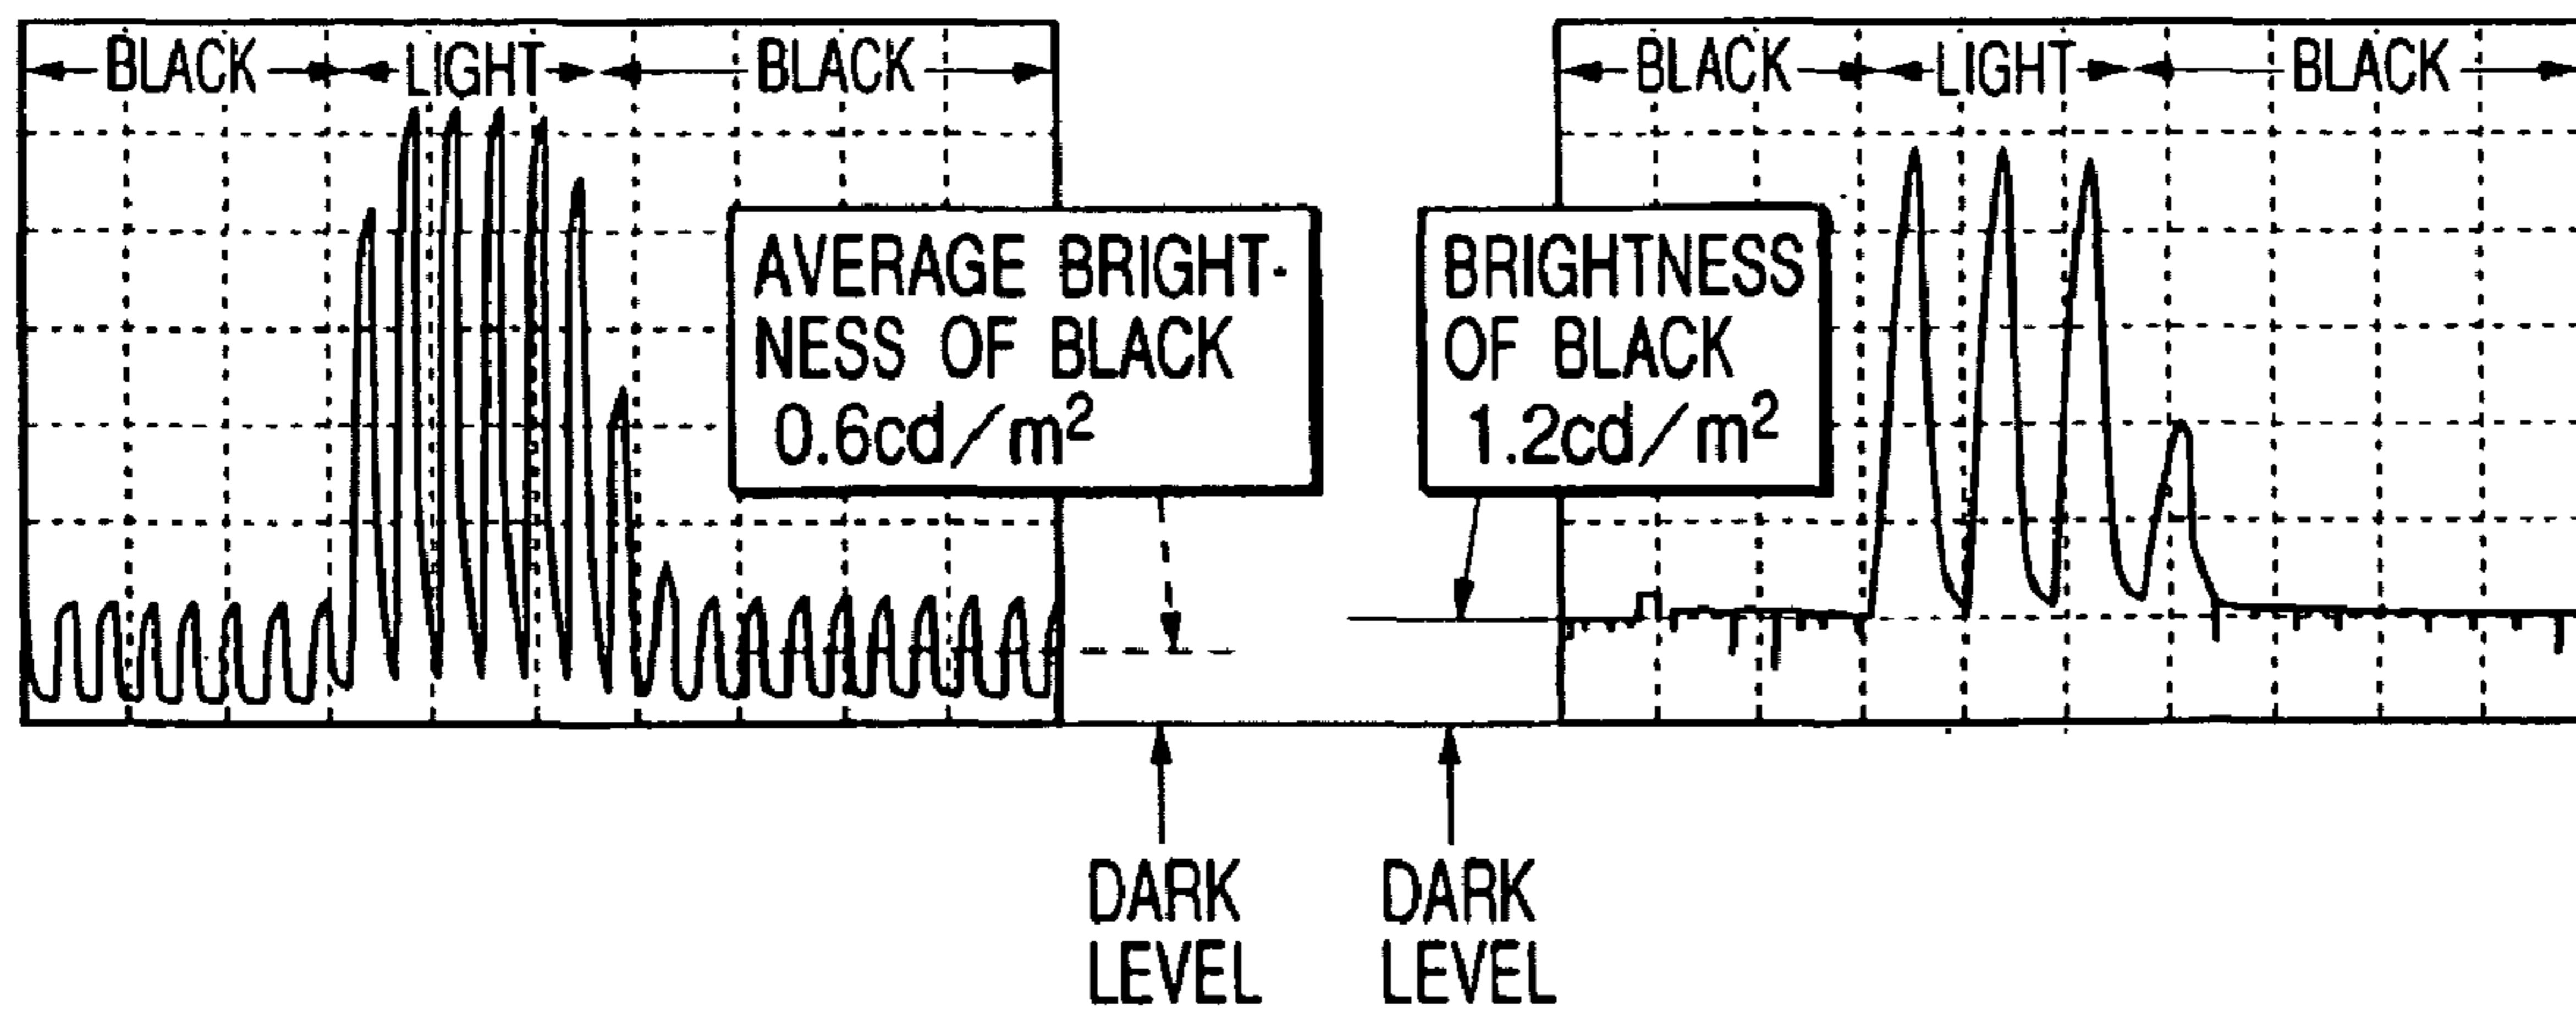 BLACK LIGHT BLACK
AVERAGE BRIGHT-
NESS OF BLACK
0.6cd/m²
BLACK LIGHT BLACK
BRIGHTNESS
OF BLACK
1.2cd/m²
DARK
LEVEL
DARK
LEVEL